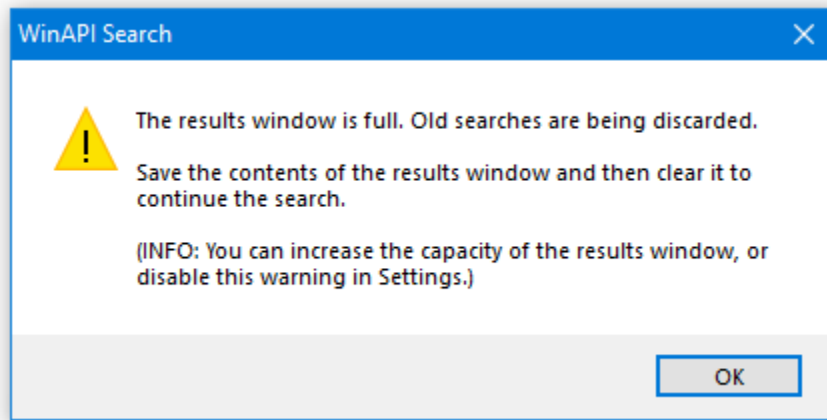 WinAPI Search
The results window is full. Old searches are being discarded.
Save the contents of the results window and then clear it to
continue the search.
(INFO: You can increase the capacity of the results window, or
disable this warning in Settings.)
OK